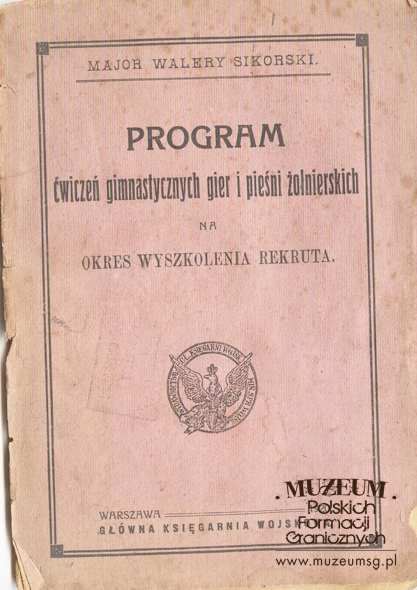 MAJOR WALERY SIKORSKI.
PROGRAM
ćwiczeń gimnastycznych gier i pieśni żołnierskich
NA
OKRES WYSZKOLENIA REKRUTA.
WARSZAWA
GŁÓWNA KSIĘGARNIA
. MUZEUM .
Polskich
Formacji
Granicznych
www.muzeumsg.pl